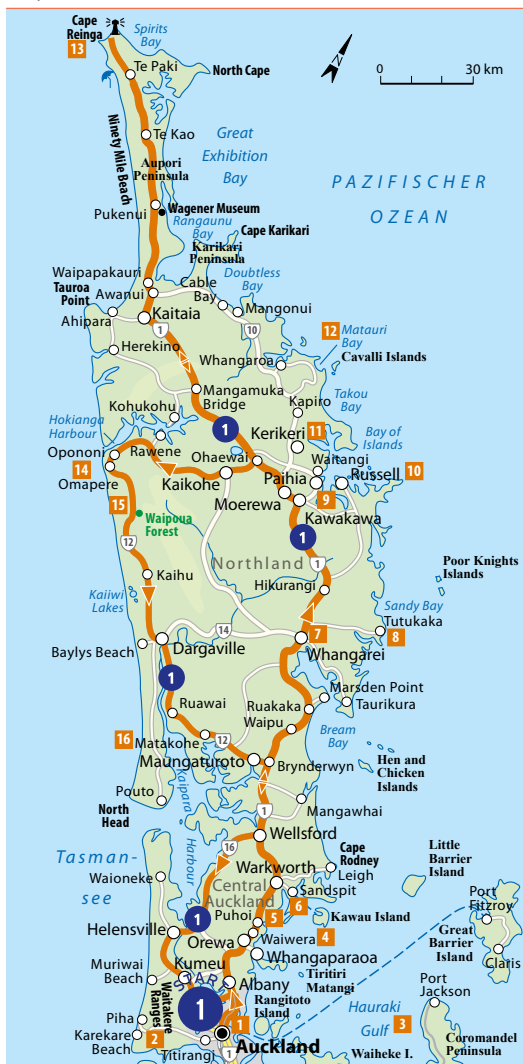 Cape
Reinga
13
Spirits
Bay
Te Paki
North Cape
N
0 30 km
Te Kao
Great
Exhibition
Bay
Ninety Mile Beach
Aupori
Peninsula
PAZIFISCHER
OZEAN
Pukenui
Wagener Museum
Rangaunu
Bay
Cape Karikari
Karikari
Peninsula
Doubtless
Bay
Waipapakauri
Tauroa
Point
Awanui
Cable
Bay
Mangonui
Ahipara
Kaitaia
1
10
12
Matauri
Bay
Herekino
Whangaroa
Cavalli Islands
Mangamuka
Bridge
Takou
Bay
Kohukohu
Kapiro
1
Kerikeri
11
Hokianga
Harbour
Bay of
Islands
Opononi
Rawene
Ohaewai
Waitangi
14
Omapere
Kaikohe
Paihia
Russell
10
15
Moerewa
9
Kawakawa
Waipoua
Forest
1
12
Northland
1
Poor Knights
Islands
Kaihu
Hikurangi
Kaiiwi
Lakes
Sandy Bay
Tutukaka
14
7
8
Dargaville
Whangarei
Baylys Beach
1
Marsden Point
Ruawai
Ruakaka
Taurikura
Waipu
16
Matakohe
12
Bream
Bay
Maungaturoto
Brynderwyn
Hen and
Chicken
Islands
Pouto
North
Head
Kaipara
Harbour
Mangawhai
1
Wellsford
16
Tasman-
see
Cape
Rodney
Little
Barrier
Island
Warkworth
Leigh
Waioneke
Central
Auckland
Sandspit
6
Port
Fitzroy
Puhoi
5
Kawau Island
1
Helensville
Orewa
Waiwera
4
Great
Barrier
Island
Whangaparaoa
Claris
Muriwai
Beach
Kumeu
Tiritiri
Matangi
START
Albany
Port
Jackson
Waitakere
Ranges
1
Rangitoto
Island
Hauraki
Gulf
3
Piha
1
Karekare
Beach
2
Coromandel
Peninsula
Titirangi
1
Auckland
Waiheke I.